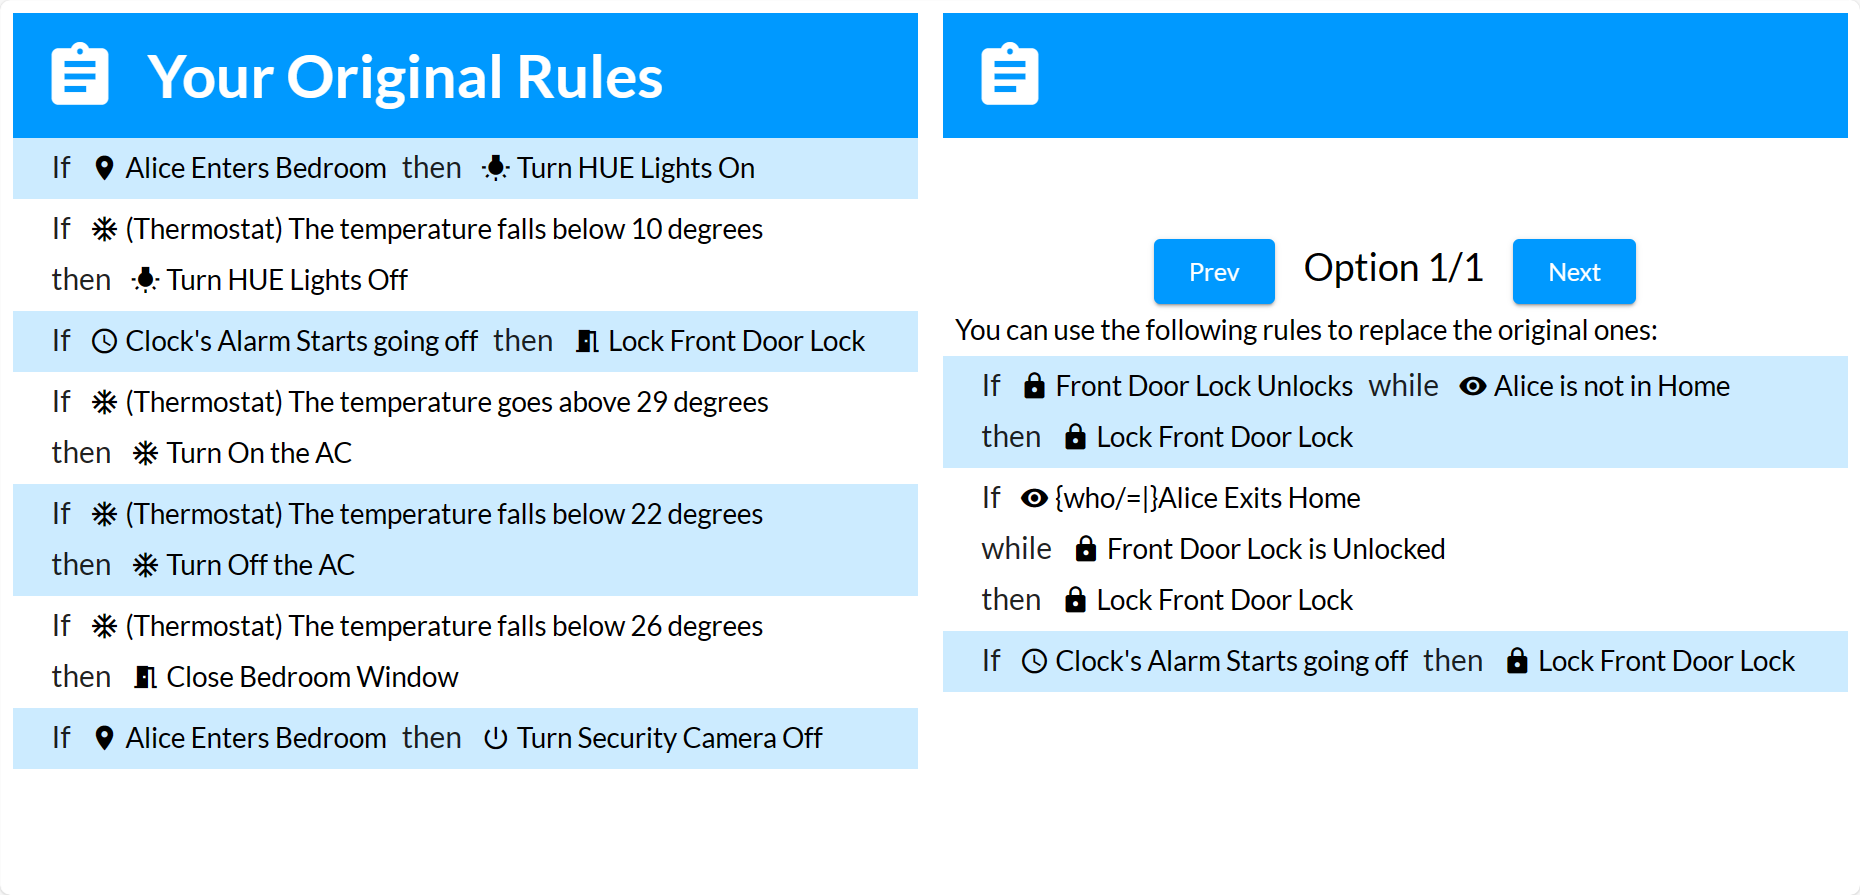 Your Original Rules
If Alice Enters Bedroom then Turn HUE Lights On
If (Thermostat) The temperature falls below 10 degrees
then Turn HUE Lights Off
If Clock's Alarm Starts going off then Lock Front Door Lock
If (Thermostat) The temperature goes above 29 degrees
then Turn On the AC
If (Thermostat) The temperature falls below 22 degrees
then Turn Off the AC
If (Thermostat) The temperature falls below 26 degrees
then Close Bedroom Window
If Alice Enters Bedroom then Turn Security Camera Off
Prev Option 1/1 Next
You can use the following rules to replace the original ones:
If Front Door Lock Unlocks while Alice is not in Home
then Lock Front Door Lock
If {who/=|}Alice Exits Home
while Front Door Lock is Unlocked
then Lock Front Door Lock
If Clock's Alarm Starts going off then Lock Front Door Lock